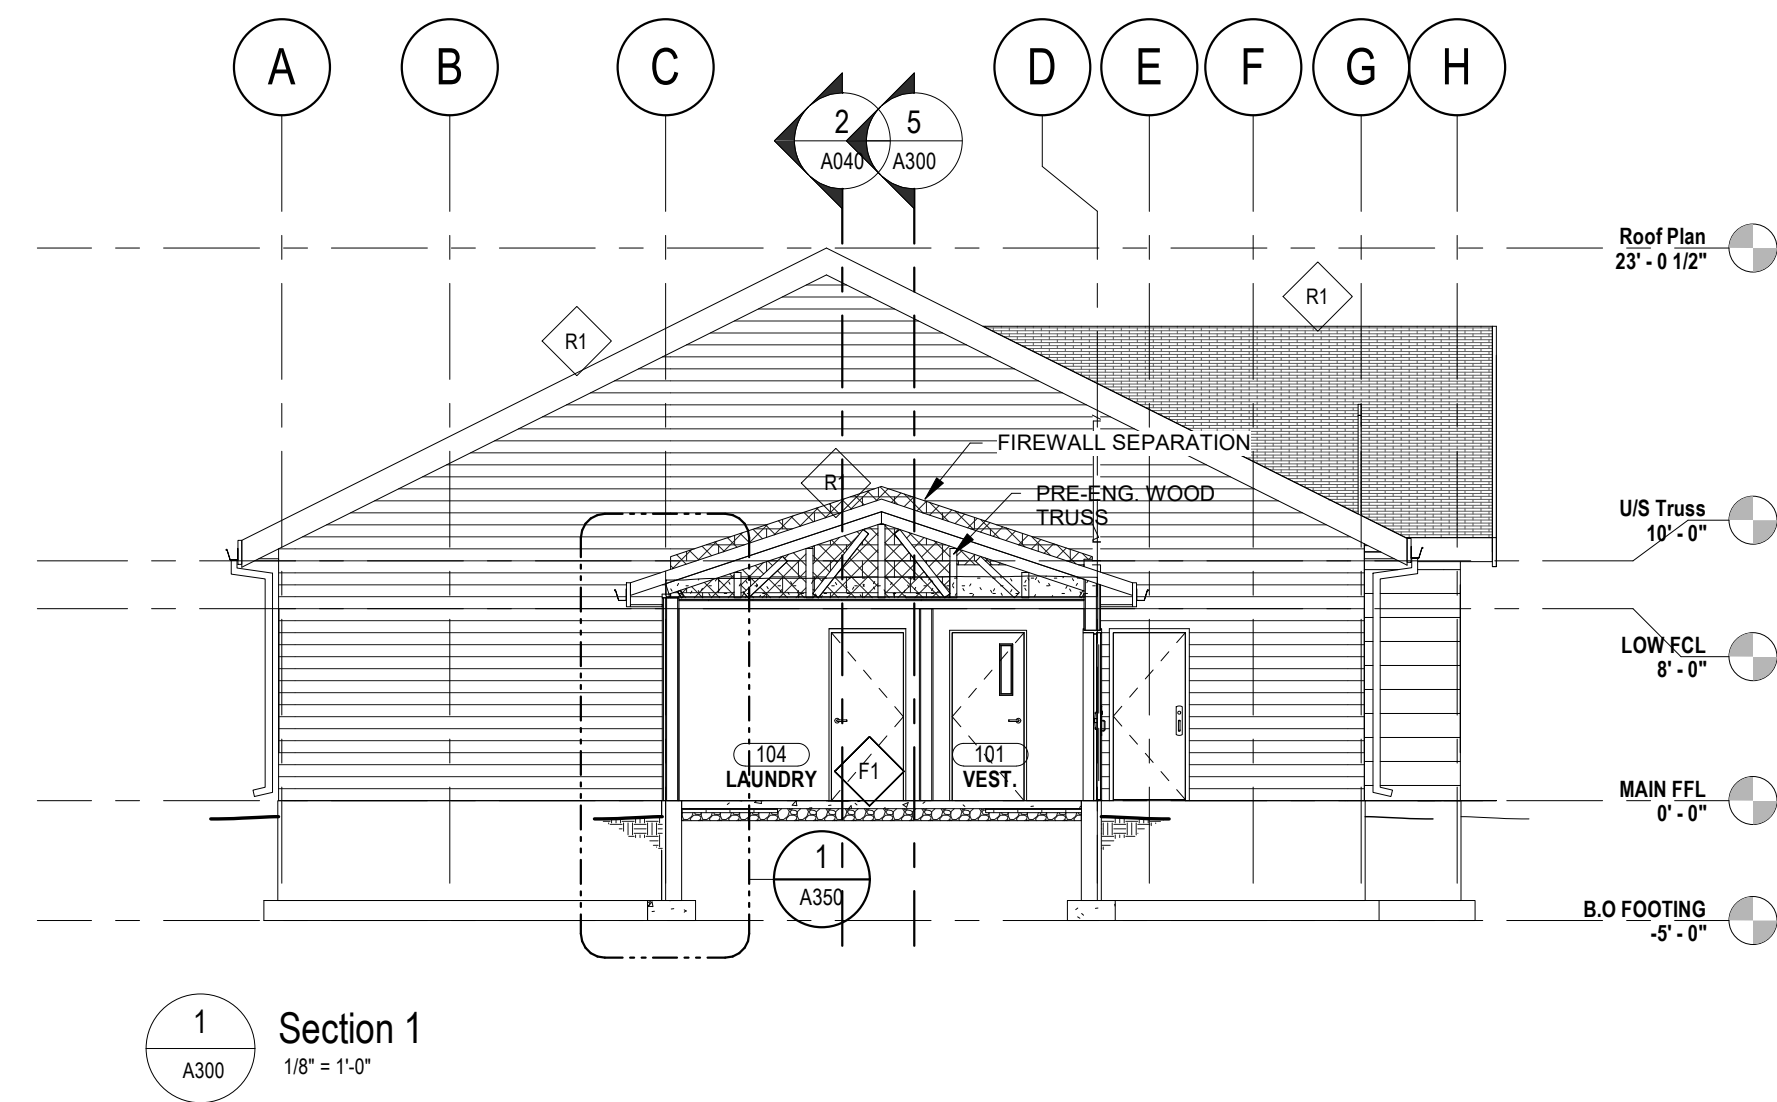 A B C D E F G H
2
A040
5
A300
Roof Plan
23' - 0 1/2"
R1
R1
FIREWALL SEPARATION
R1
PRE-ENG. WOOD
TRUSS
U/S Truss
10' - 0"
LOW FCL
8' - 0"
104
LAUNDRY
F1
101
VEST.
MAIN FFL
0' - 0"
1
A350
B.O FOOTING
-5' - 0"
1
A300
Section 1
1/8" = 1'-0"